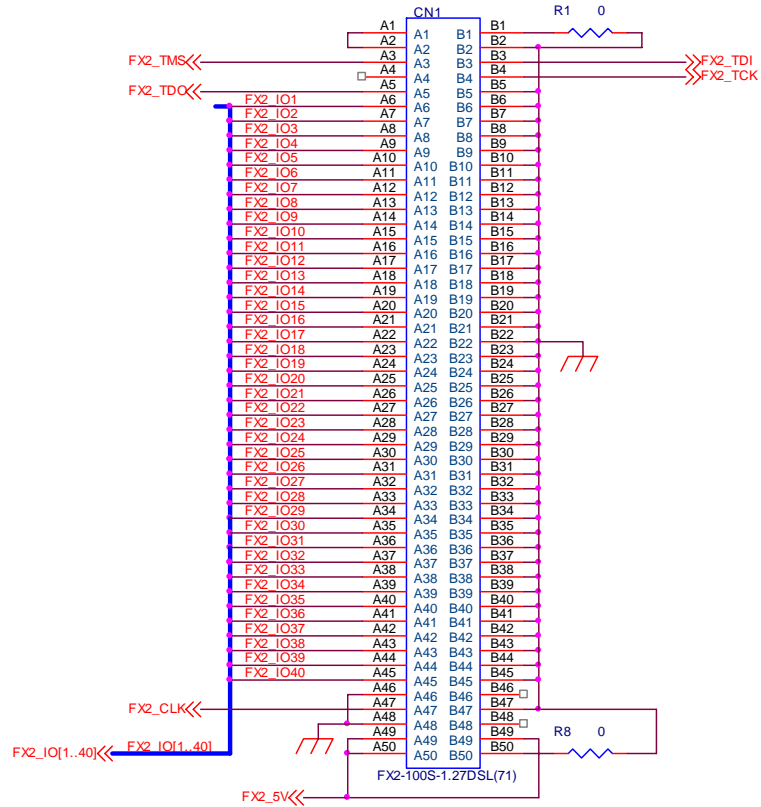 CN1
R1 0
A1 A1 B1 B1
A2 A2 B2 B2
FX2_TMS A3 A3 B3 B3 FX2_TDI
A4 A4 B4 B4 FX2_TCK
FX2_TDO A5 A5 B5 B5
FX2_IO1 A6 A6 B6 B6
FX2_IO2 A7 A7 B7 B7
FX2_IO3 A8 A8 B8 B8
FX2_IO4 A9 A9 B9 B9
FX2_IO5 A10 A10 B10 B10
FX2_IO6 A11 A11 B11 B11
FX2_IO7 A12 A12 B12 B12
FX2_IO8 A13 A13 B13 B13
FX2_IO9 A14 A14 B14 B14
FX2_IO10 A15 A15 B15 B15
FX2_IO11 A16 A16 B16 B16
FX2_IO12 A17 A17 B17 B17
FX2_IO13 A18 A18 B18 B18
FX2_IO14 A19 A19 B19 B19
FX2_IO15 A20 A20 B20 B20
FX2_IO16 A21 A21 B21 B21
FX2_IO17 A22 A22 B22 B22
FX2_IO18 A23 A23 B23 B23
FX2_IO19 A24 A24 B24 B24
FX2_IO20 A25 A25 B25 B25
FX2_IO21 A26 A26 B26 B26
FX2_IO22 A27 A27 B27 B27
FX2_IO23 A28 A28 B28 B28
FX2_IO24 A29 A29 B29 B29
FX2_IO25 A30 A30 B30 B30
FX2_IO26 A31 A31 B31 B31
FX2_IO27 A32 A32 B32 B32
FX2_IO28 A33 A33 B33 B33
FX2_IO29 A34 A34 B34 B34
FX2_IO30 A35 A35 B35 B35
FX2_IO31 A36 A36 B36 B36
FX2_IO32 A37 A37 B37 B37
FX2_IO33 A38 A38 B38 B38
FX2_IO34 A39 A39 B39 B39
FX2_IO35 A40 A40 B40 B40
FX2_IO36 A41 A41 B41 B41
FX2_IO37 A42 A42 B42 B42
FX2_IO38 A43 A43 B43 B43
FX2_IO39 A44 A44 B44 B44
FX2_IO40 A45 A45 B45 B45
A46 A46 B46 B46
FX2_CLK A47 A47 B47 B47
A48 A48 B48 B48
A49 A49 B49 B49 R8 0
FX2_IO[1..40] FX2_IO[1..40] A50 A50 B50 B50
FX2-100S-1.27DSL(71)
FX2_5V